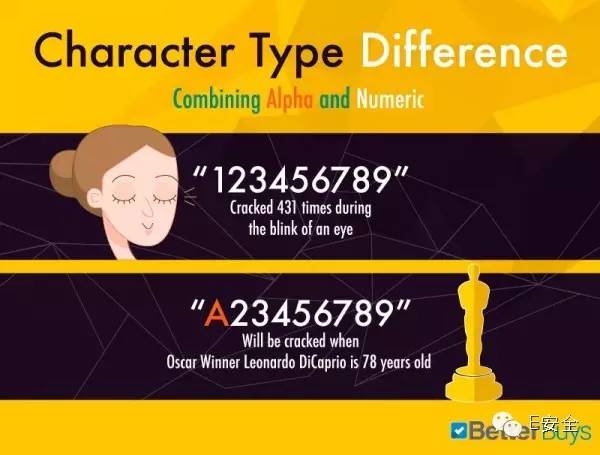 Character Type Difference
Combining Alpha and Numeric
“123456789”
Cracked 431 times during
the blink of an eye
“A23456789”
Will be cracked when
Oscar Winner Leonardo DiCaprio is 78 years old
E安全
BetterBuys